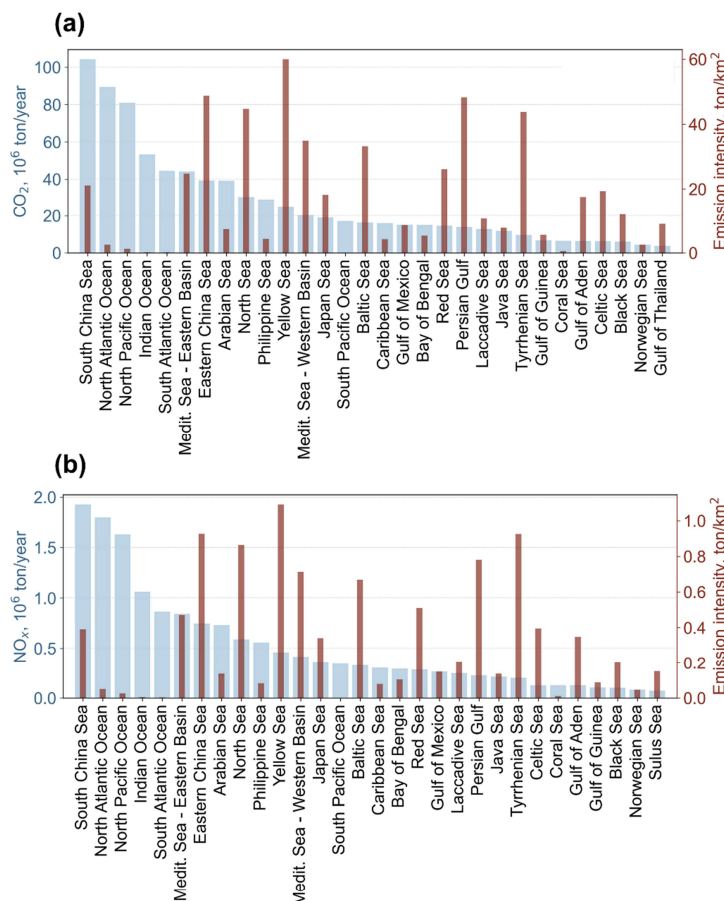 (a)
CO2, 10^6 ton/year
100
80
60
40
20
0
60
40
20
0
Emission intensity, ton/km²
South China Sea
North Atlantic Ocean
North Pacific Ocean
Indian Ocean
South Atlantic Ocean
Medit. Sea - Eastern Basin
Eastern China Sea
Arabian Sea
North Sea
Philippine Sea
Yellow Sea
Medit. Sea - Western Basin
Japan Sea
South Pacific Ocean
Baltic Sea
Caribbean Sea
Gulf of Mexico
Bay of Bengal
Red Sea
Persian Gulf
Laccadive Sea
Java Sea
Tyrrhenian Sea
Gulf of Guinea
Coral Sea
Gulf of Aden
Celtic Sea
Black Sea
Norwegian Sea
Gulf of Thailand
(b)
NOx, 10^6 ton/year
2.0
1.5
1.0
0.5
0.0
1.0
0.8
0.6
0.4
0.2
0.0
Emission intensity, ton/km²
South China Sea
North Atlantic Ocean
North Pacific Ocean
Indian Ocean
South Atlantic Ocean
Medit. Sea - Eastern Basin
Eastern China Sea
Arabian Sea
North Sea
Philippine Sea
Yellow Sea
Medit. Sea - Western Basin
Japan Sea
South Pacific Ocean
Baltic Sea
Caribbean Sea
Bay of Bengal
Red Sea
Gulf of Mexico
Laccadive Sea
Persian Gulf
Java Sea
Tyrrhenian Sea
Celtic Sea
Coral Sea
Gulf of Aden
Gulf of Guinea
Black Sea
Norwegian Sea
Sulus Sea